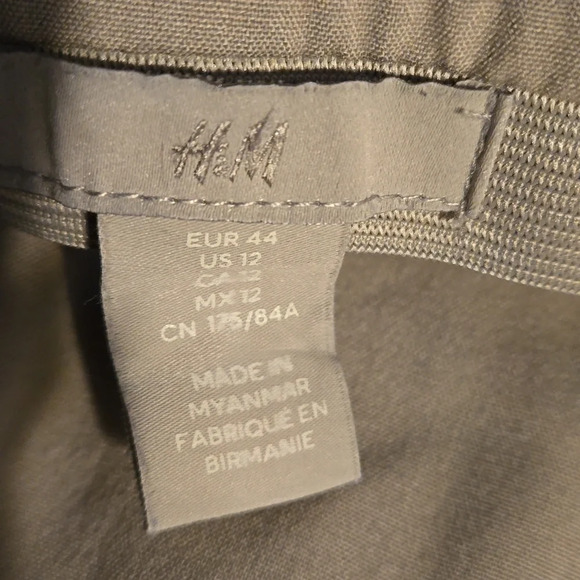 H&M
EUR 44
US 12
CA 12
MX 12
CN 175/84A
MADE IN
MYANMAR
FABRIQUÉ EN
BIRMANIE